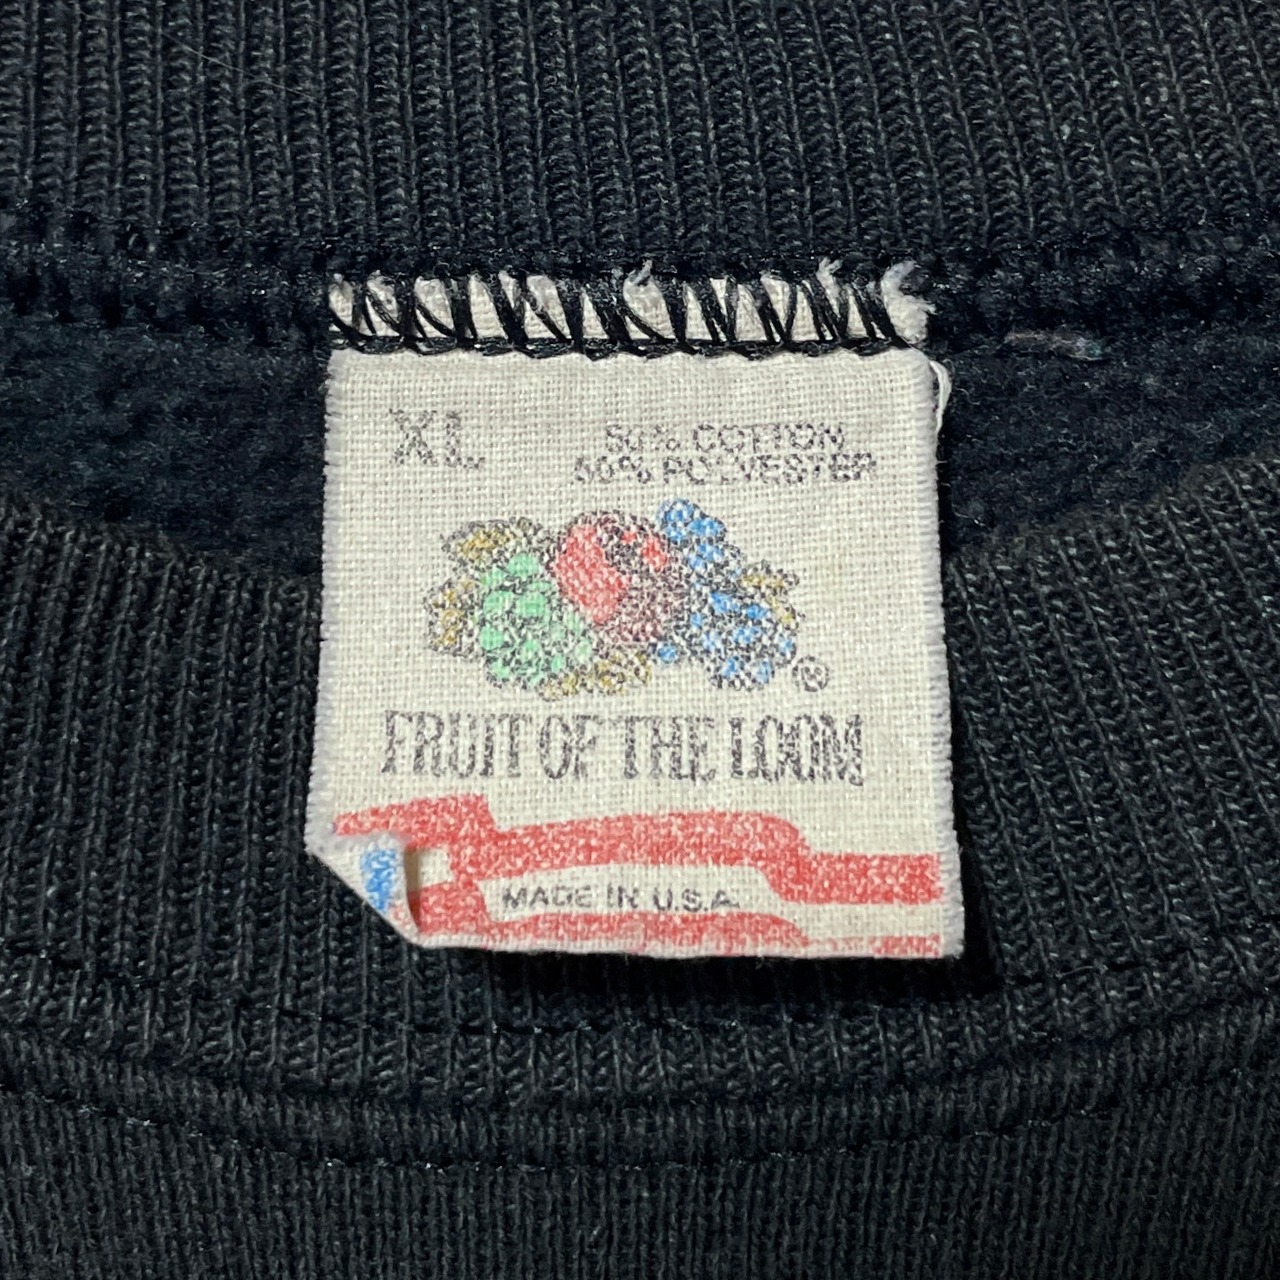 XL
50% COTTON
50% POLYESTER
®
FRUIT OF THE LOOM
MADE IN U.S.A.